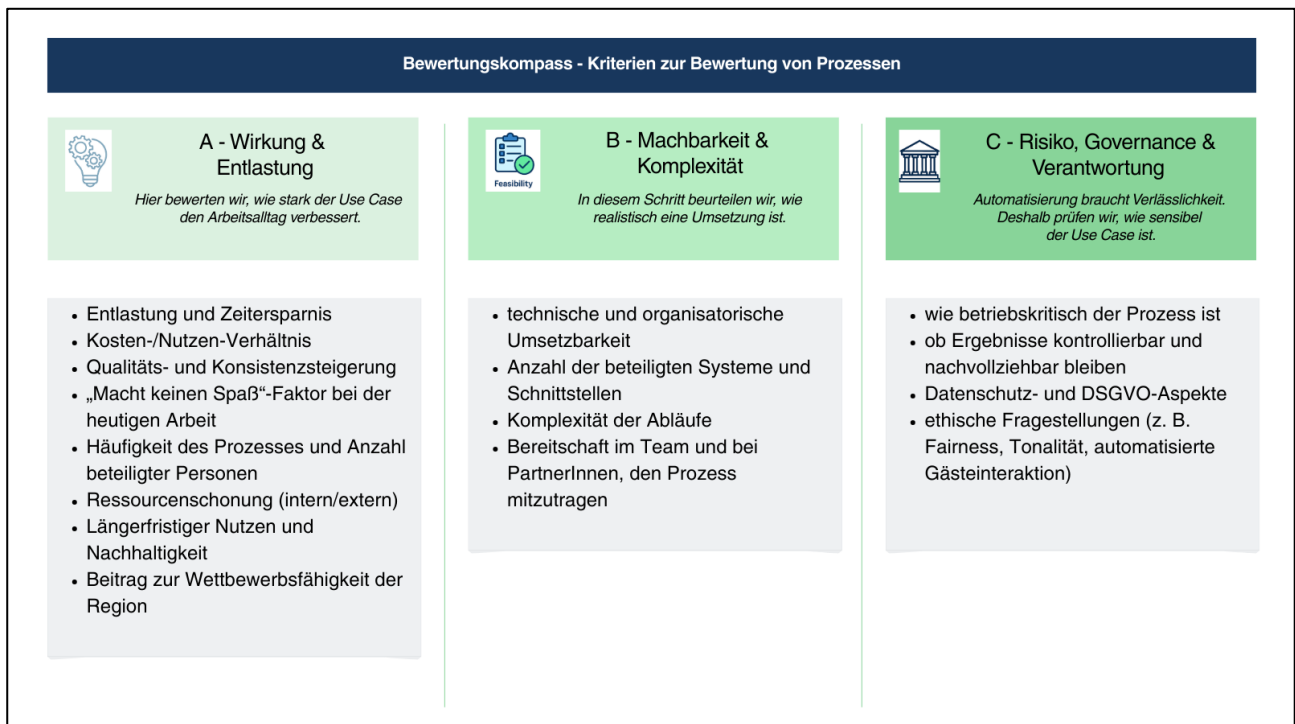 Bewertungskompass - Kriterien zur Bewertung von Prozessen
A - Wirkung &
Entlastung
Hier bewerten wir, wie stark der Use Case
den Arbeitsalltag verbessert.
• Entlastung und Zeitersparnis
• Kosten-/Nutzen-Verhältnis
• Qualitäts- und Konsistenzsteigerung
• „Macht keinen Spaß“-Faktor bei der
heutigen Arbeit
• Häufigkeit des Prozesses und Anzahl
beteiligter Personen
• Ressourcenschonung (intern/extern)
• Längerfristiger Nutzen und
Nachhaltigkeit
• Beitrag zur Wettbewerbsfähigkeit der
Region
Feasibility
B - Machbarkeit &
Komplexität
In diesem Schritt beurteilen wir, wie
realistisch eine Umsetzung ist.
• technische und organisatorische
Umsetzbarkeit
• Anzahl der beteiligten Systeme und
Schnittstellen
• Komplexität der Abläufe
• Bereitschaft im Team und bei
PartnerInnen, den Prozess
mitzutragen
C - Risiko, Governance &
Verantwortung
Automatisierung braucht Verlässlichkeit.
Deshalb prüfen wir, wie sensibel
der Use Case ist.
• wie betriebskritisch der Prozess ist
• ob Ergebnisse kontrollierbar und
nachvollziehbar bleiben
• Datenschutz- und DSGVO-Aspekte
• ethische Fragestellungen (z. B.
Fairness, Tonalität, automatisierte
Gästeinteraktion)